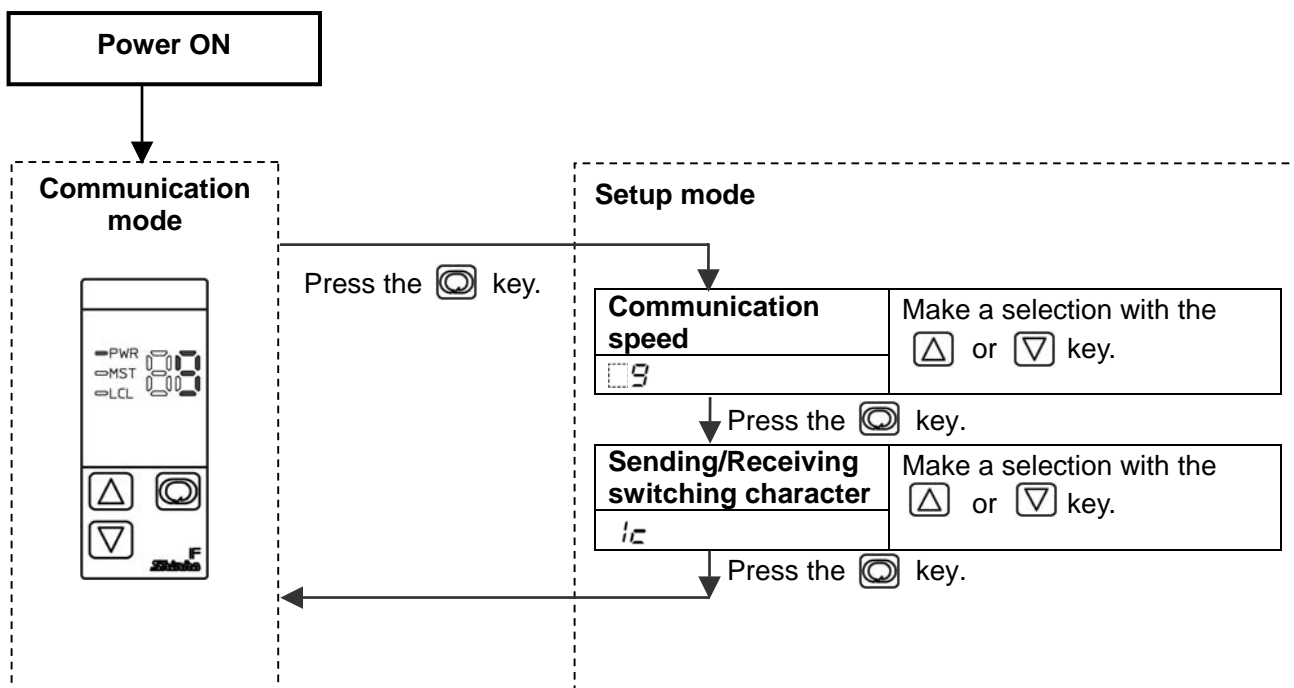 Power ON
Communication
mode
Setup mode
Press the key.
Communication
speed
Make a selection with the
or key.
9
Press the key.
PWR
MST
LCL
9
Sending/Receiving
switching character
Make a selection with the
or key.
1c
Press the key.
F
Shinko